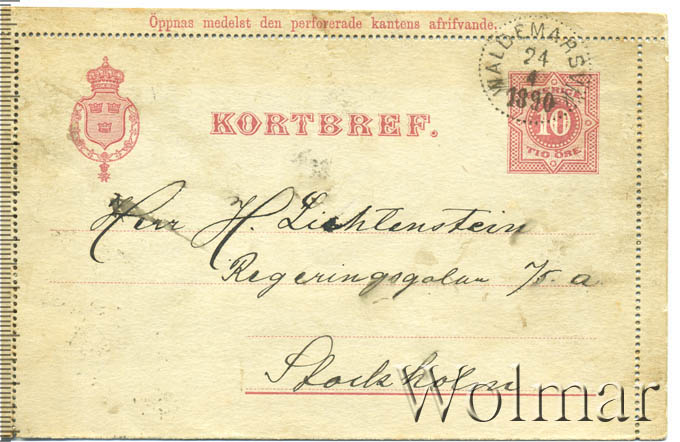 Öppnas medelst den perforerade kantens afrifvande.
WALDEMARSVIK
24
4
1890
KORTBREF.
SVERIGE
10
TIO ÖRE
Herr H. Lichtenstein
Regeringsgatan a
Stockholm
Wolmar